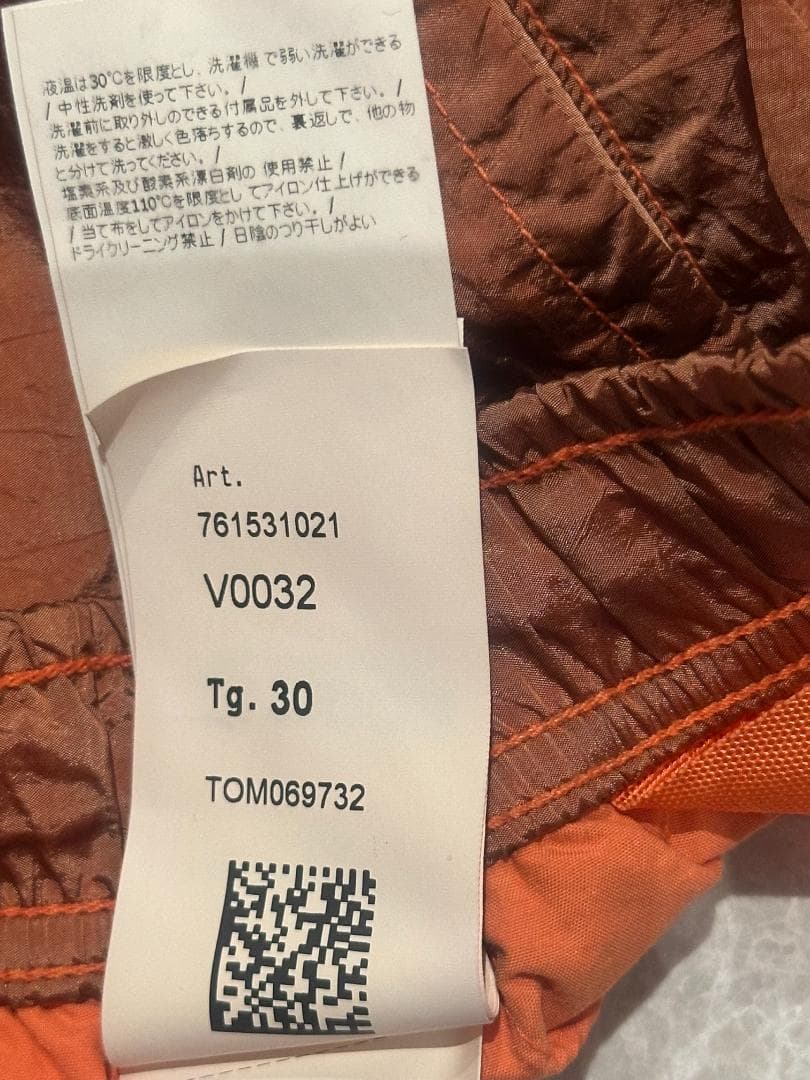 液温は30℃を限度とし、洗濯機で弱い洗濯ができる
/ 中性洗剤を使って下さい。 /
洗濯前に取り外しのできる付属品を外して下さい。 /
洗濯をすると激しく色落ちするので、裏返しで、他の物
と分けて洗ってください。 /
塩素系及び酸素系漂白剤の 使用禁止 /
底面温度110℃を限度とし てアイロン仕上げができる
/ 当て布をしてアイロンをかけて下さい。 /
ドライクリーニング禁止 / 日陰のつり干しがよい
Art.
761531021
V0032
Tg. 30
TOM069732